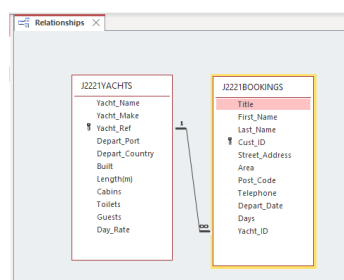 Relationships
J2221YACHTS
Yacht_Name
Yacht_Make
Yacht_Ref
Depart_Port
Depart_Country
Built
Length(m)
Cabins
Toilets
Guests
Day_Rate
1
∞
J2221BOOKINGS
Title
First_Name
Last_Name
Cust_ID
Street_Address
Area
Post_Code
Telephone
Depart_Date
Days
Yacht_ID